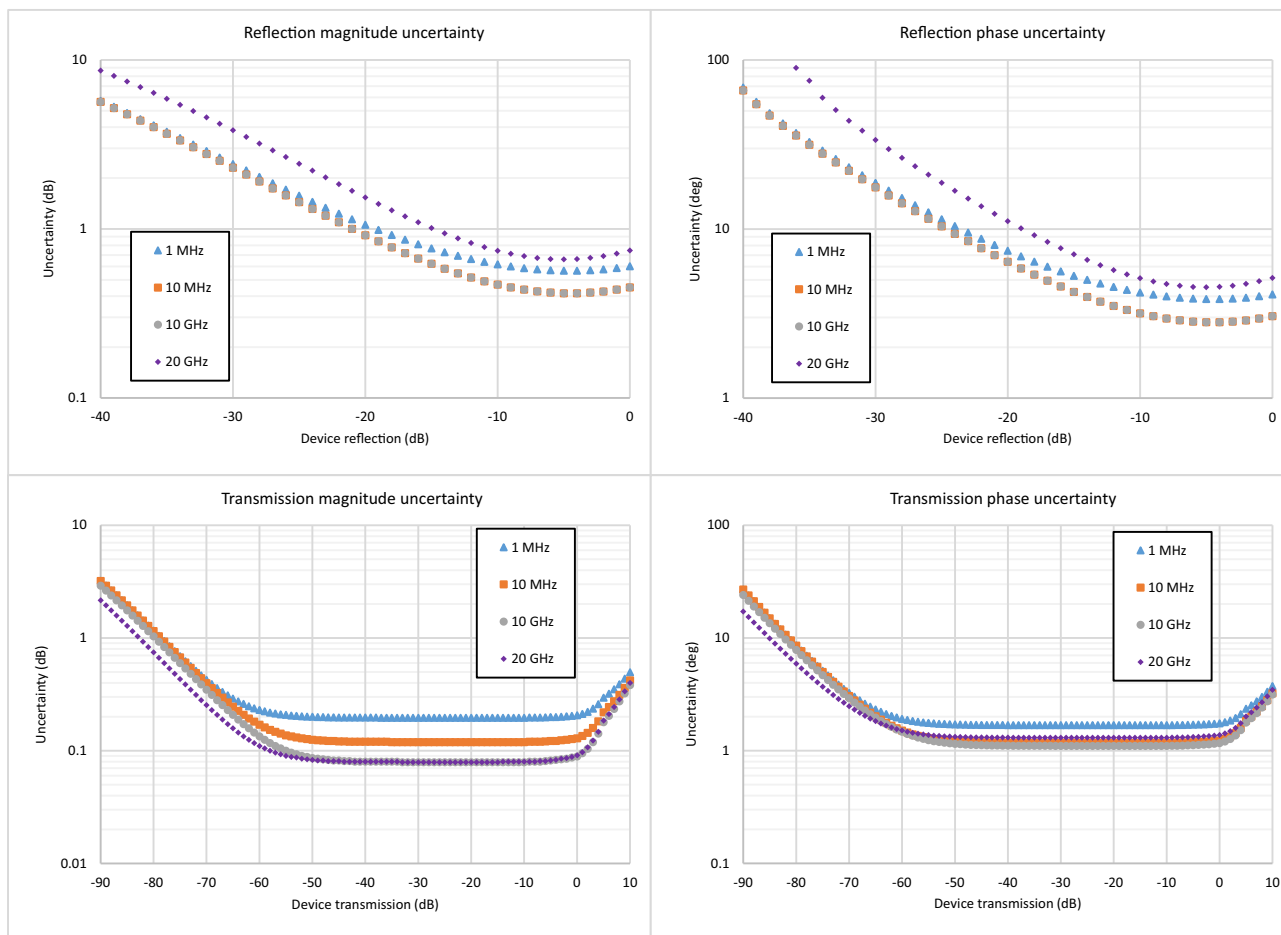 Reflection magnitude uncertainty
10
1
0.1
Uncertainty (dB)
1 MHz
10 MHz
10 GHz
20 GHz
-40 -30 -20 -10 0
Device reflection (dB)
Reflection phase uncertainty
100
10
1
Uncertainty (deg)
1 MHz
10 MHz
10 GHz
20 GHz
-40 -30 -20 -10 0
Device reflection (dB)
Transmission magnitude uncertainty
10
1
0.1
0.01
Uncertainty (dB)
1 MHz
10 MHz
10 GHz
20 GHz
-90 -80 -70 -60 -50 -40 -30 -20 -10 0 10
Device transmission (dB)
Transmission phase uncertainty
100
10
1
0.1
Uncertainty (deg)
1 MHz
10 MHz
10 GHz
20 GHz
-90 -80 -70 -60 -50 -40 -30 -20 -10 0 10
Device transmission (dB)